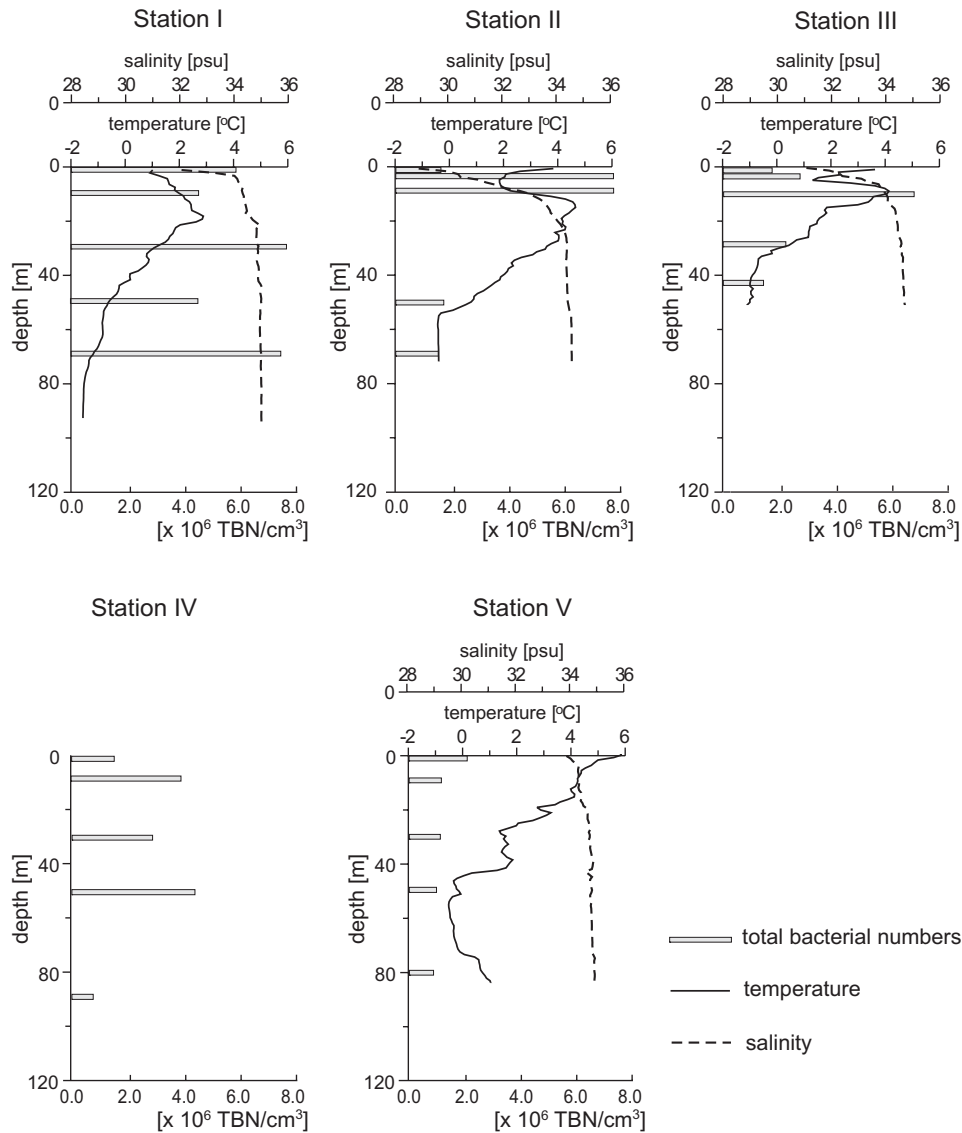 Station I
salinity [psu]
28 30 32 34 36
0
temperature [ºC]
-2 0 2 4 6
0
40
80
120
depth [m]
0.0 2.0 4.0 6.0 8.0
[x 10⁶ TBN/cm³]
Station II
salinity [psu]
28 30 32 34 36
0
temperature [ºC]
-2 0 2 4 6
0
40
80
120
depth [m]
0.0 2.0 4.0 6.0 8.0
[x 10⁶ TBN/cm³]
Station III
salinity [psu]
28 30 32 34 36
0
temperature [ºC]
-2 0 2 4 6
0
40
80
120
depth [m]
0.0 2.0 4.0 6.0 8.0
[x 10⁶ TBN/cm³]
Station IV
0
40
80
120
depth [m]
0.0 2.0 4.0 6.0 8.0
[x 10⁶ TBN/cm³]
Station V
salinity [psu]
28 30 32 34 36
0
temperature [ºC]
-2 0 2 4 6
0
40
80
120
depth [m]
0.0 2.0 4.0 6.0 8.0
[x 10⁶ TBN/cm³]
total bacterial numbers
temperature
salinity